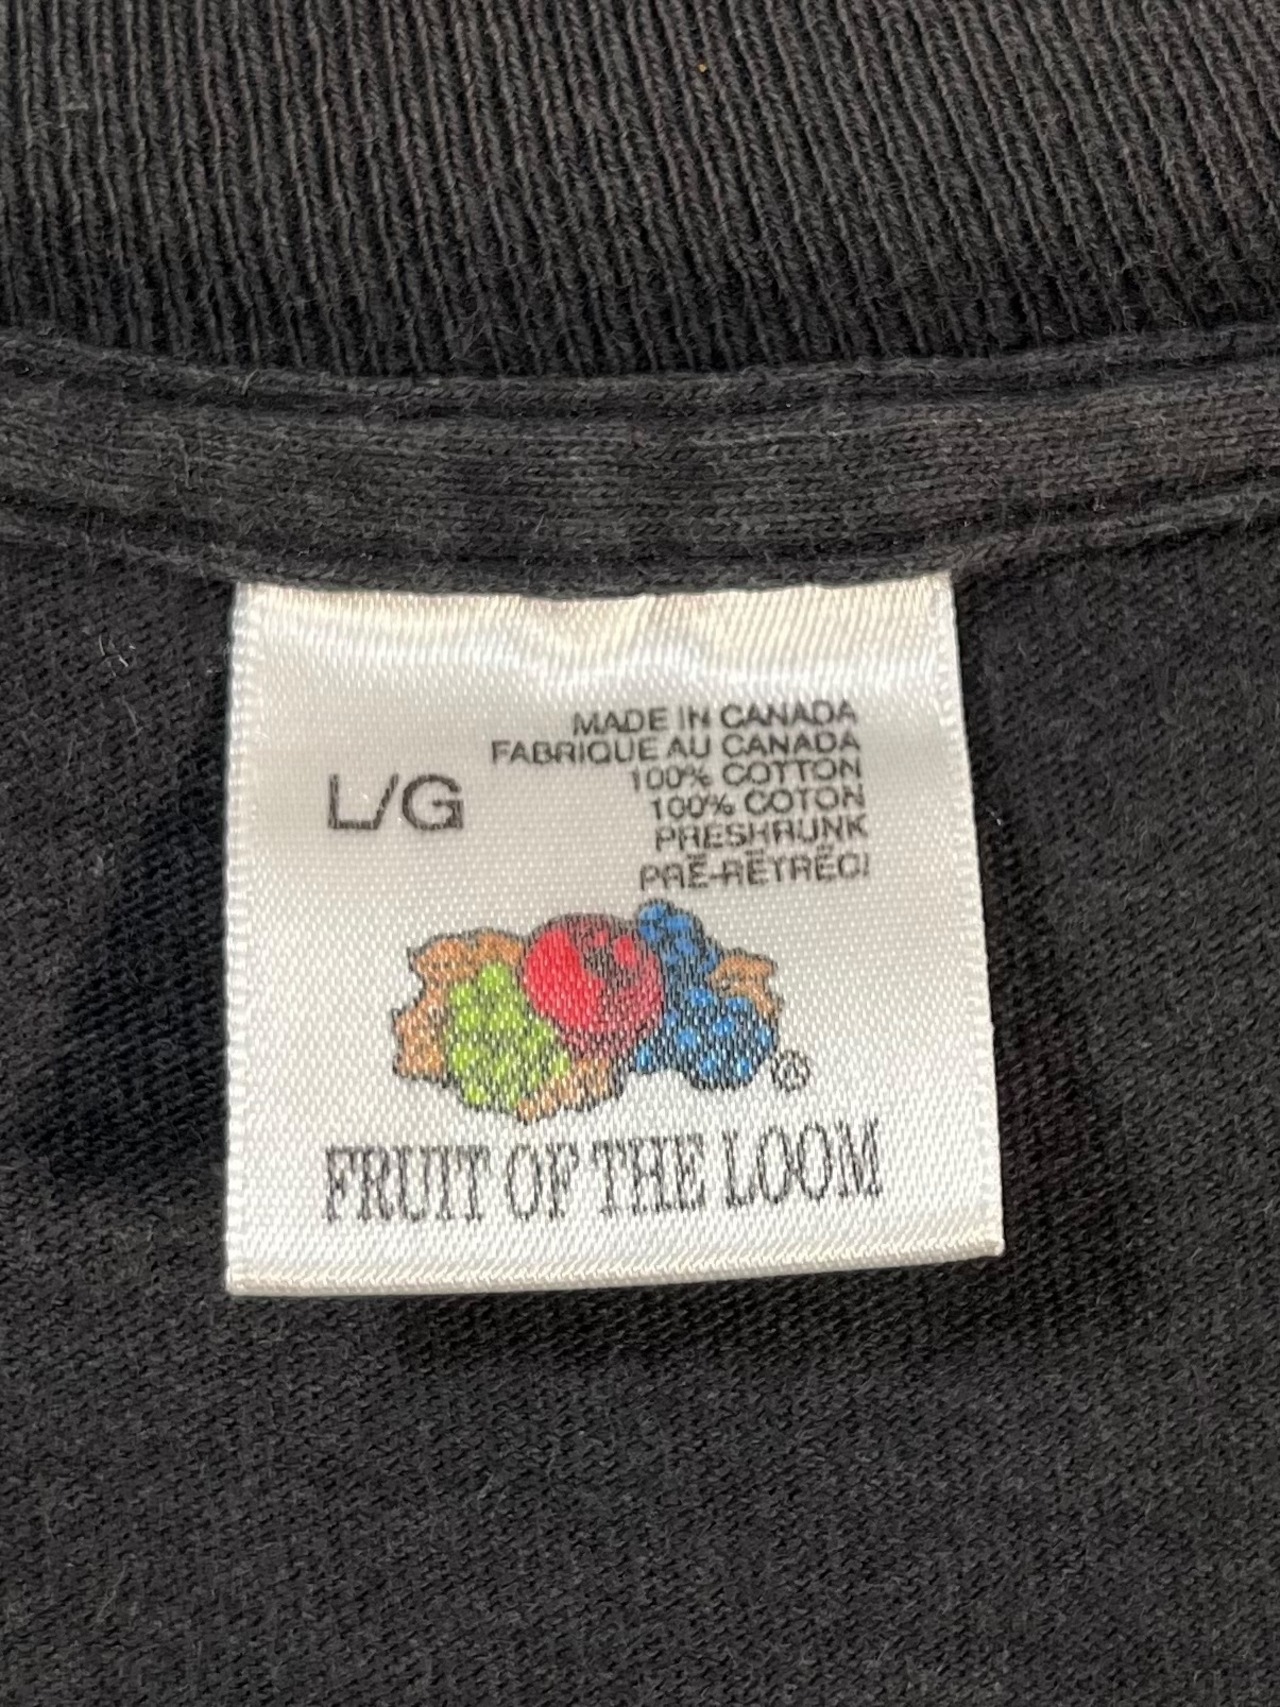 L/G
MADE IN CANADA
FABRIQUE AU CANADA
100% COTTON
100% COTON
PRESHRUNK
PRÉ-RÉTRÉCI
®
FRUIT OF THE LOOM